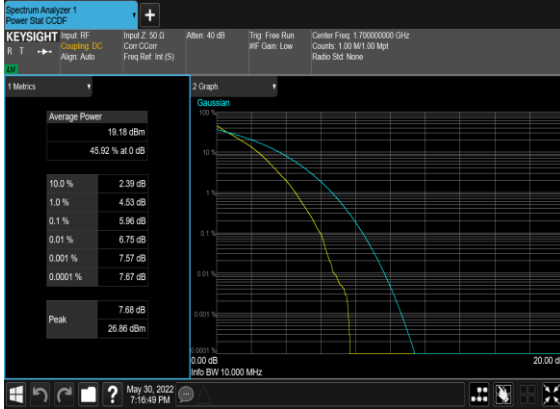 Spectrum Analyzer 1
Power Stat CCDF
+
KEYSIGHT
R T
LXI
Input: RF
Coupling: DC
Align: Auto
Input Z: 50 Ω
Corr CCorr
Freq Ref: Int (S)
Atten: 40 dB
Trig: Free Run
#IF Gain: Low
Center Freq: 1.700000000 GHz
Counts: 1.00 M/1.00 Mpt
Radio Std: None
1 Metrics
Average Power
19.18 dBm
45.92 % at 0 dB
10.0 % 2.39 dB
1.0 % 4.53 dB
0.1 % 5.96 dB
0.01 % 6.75 dB
0.001 % 7.57 dB
0.0001 % 7.67 dB
Peak
7.68 dB
26.86 dBm
2 Graph
Gaussian
100 %
10 %
1 %
0.1 %
0.01 %
0.001 %
0.0001 %
0.00 dB
20.00 d
Info BW 10.000 MHz
?
May 30, 2022
7:16:49 PM